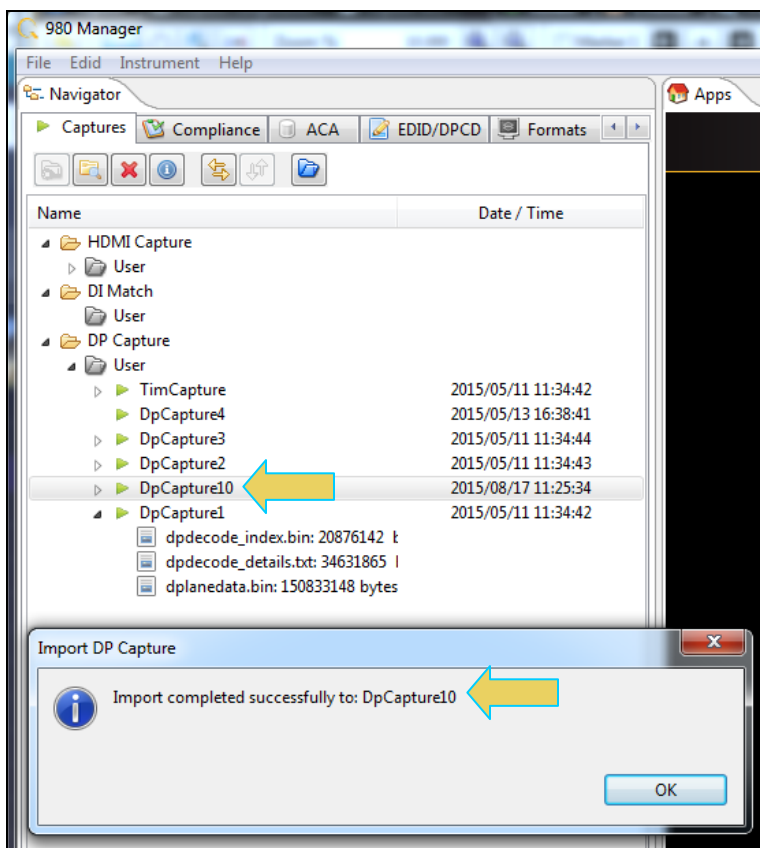 980 Manager
File Edid Instrument Help
Navigator
Apps
Captures Compliance ACA EDID/DPCD Formats
Name Date / Time
HDMI Capture
User
DI Match
User
DP Capture
User
TimCapture 2015/05/11 11:34:42
DpCapture4 2015/05/13 16:38:41
DpCapture3 2015/05/11 11:34:44
DpCapture2 2015/05/11 11:34:43
DpCapture10 2015/08/17 11:25:34
DpCapture1 2015/05/11 11:34:42
dpdecode_index.bin: 20876142
dpdecode_details.txt: 34631865
dplanedata.bin: 150833148 bytes
Import DP Capture
Import completed successfully to: DpCapture10
OK